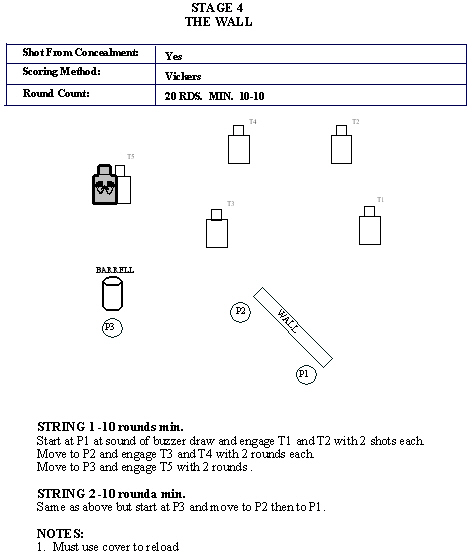 STAGE 4
THE WALL
Shot From Concealment: Yes
Scoring Method: Vickers
Round Count: 20 RDS. MIN. 10-10
T4
T2
T5
T3
T1
BARRELL
P3
P2
WALL
P1
STRING 1 -10 rounds min.
Start at P1 at sound of buzzer draw and engage T1 and T2 with 2 shots each.
Move to P2 and engage T3 and T4 with 2 rounds each.
Move to P3 and engage T5 with 2 rounds .
STRING 2 -10 rounda min.
Same as above but start at P3 and move to P2 then to P1.
NOTES:
1. Must use cover to reload